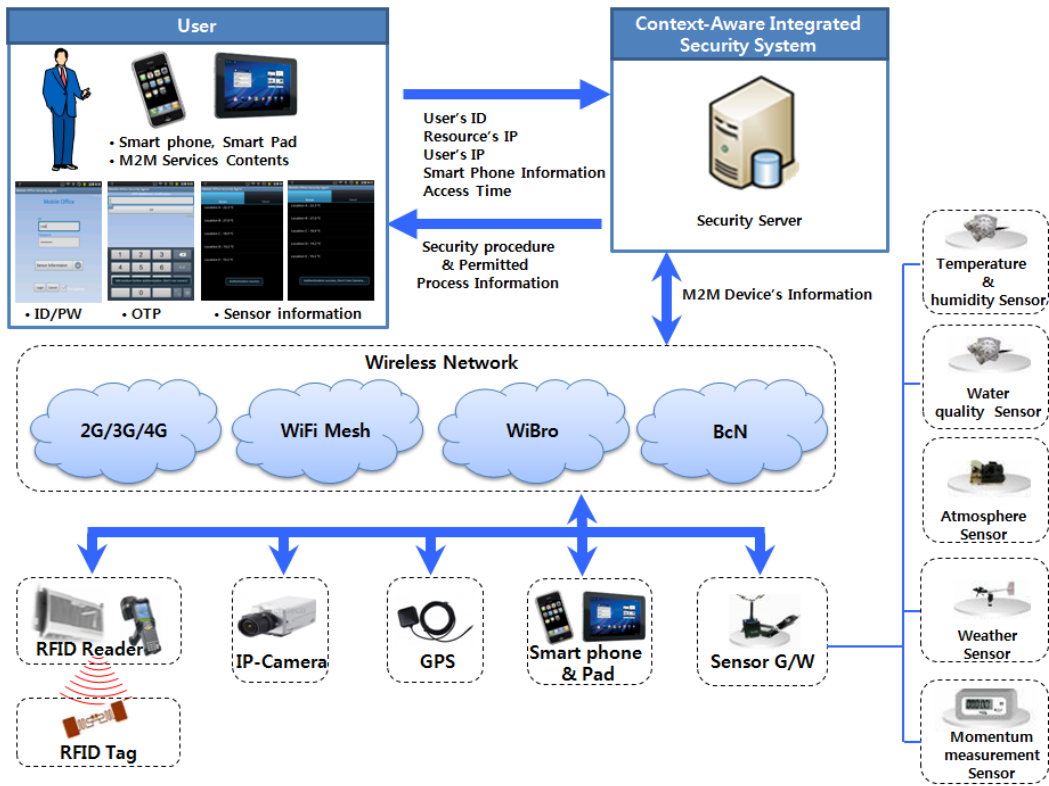 User
• Smart phone, Smart Pad
• M2M Services Contents
Mobile Office
• ID/PW
• OTP
• Sensor information
User's ID
Resource's IP
User's IP
Smart Phone Information
Access Time
Security procedure
& Permitted
Process Information
Context-Aware Integrated
Security System
Security Server
M2M Device's Information
Wireless Network
2G/3G/4G
WiFi Mesh
WiBro
BcN
RFID Reader
IP-Camera
GPS
Smart phone
& Pad
Sensor G/W
RFID Tag
Temperature
&
humidity Sensor
Water
quality Sensor
Atmosphere
Sensor
Weather
Sensor
Momentum
measurement
Sensor